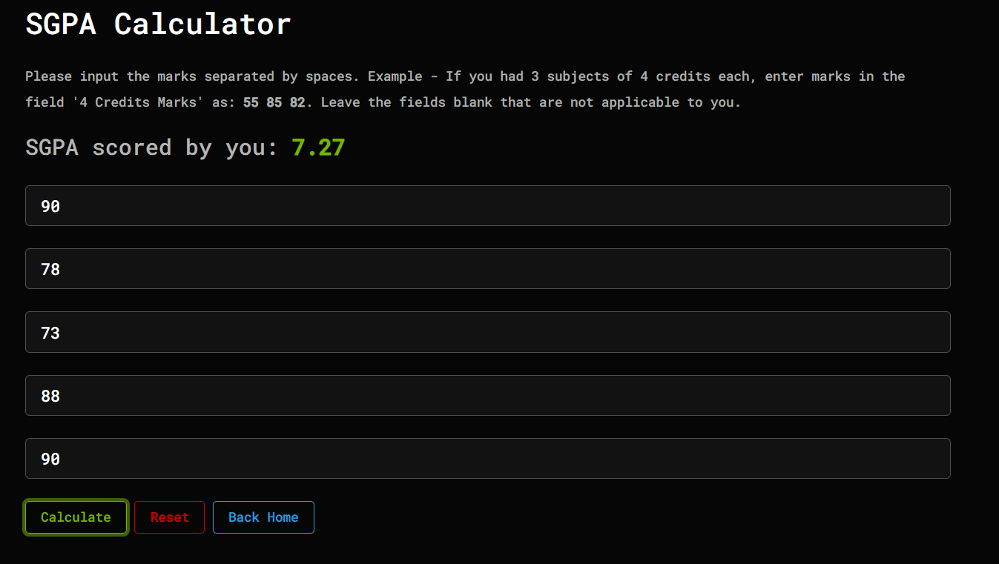 SGPA Calculator
Please input the marks separated by spaces. Example - If you had 3 subjects of 4 credits each, enter marks in the
field '4 Credits Marks' as: 55 85 82. Leave the fields blank that are not applicable to you.
SGPA scored by you: 7.27
90
78
73
88
90
Calculate Reset Back Home